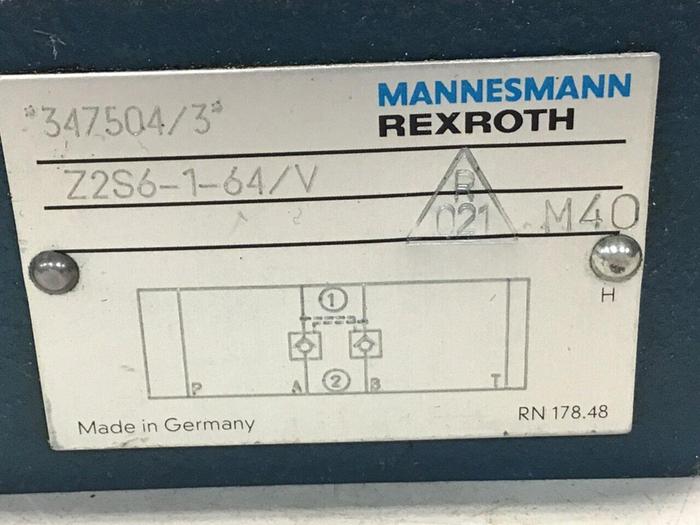 MANNESMANN
REXROTH
*347504/3*
Z2S6-1-64/V
R
021
M40
H
1
P A 2 B T
Made in Germany
RN 178.48